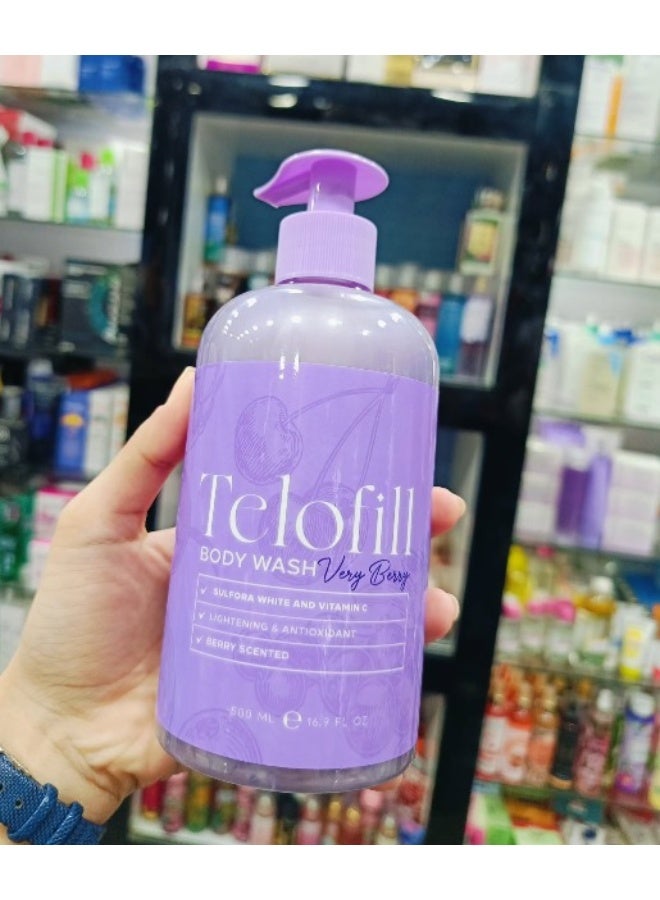 Telofill
BODY WASH Very Berry
✓ SULFORA WHITE AND VITAMIN C
✓ LIGHTENING & ANTIOXIDANT
✓ BERRY SCENTED
500 ML ℮ 16.9 FL OZ